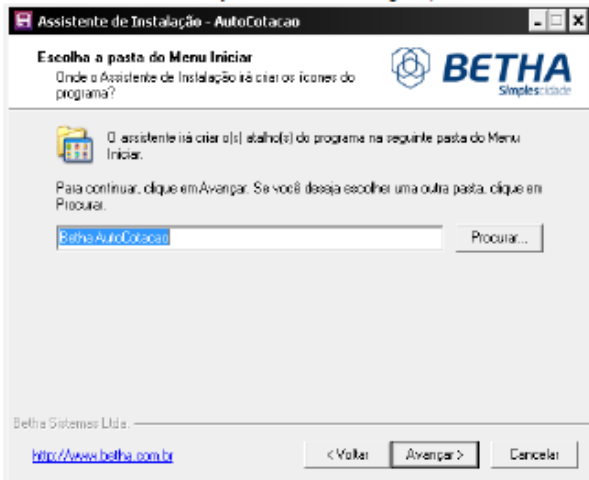 Assistente de Instalação - AutoCotacao
Escolha a pasta do Menu Iniciar
Onde o Assistente de Instalação irá criar os ícones do
programa?
BETHA
Simplescidade
O assistente irá criar o(s) atalho(s) do programa na seguinte pasta do Menu
Iniciar.
Para continuar, clique em Avançar. Se você deseja escolher uma outra pasta, clique em
Procurar.
Betha AutoCotacao
Procurar...
Betha Sistemas Ltda.
http://www.betha.com.br
< Voltar
Avançar >
Cancelar